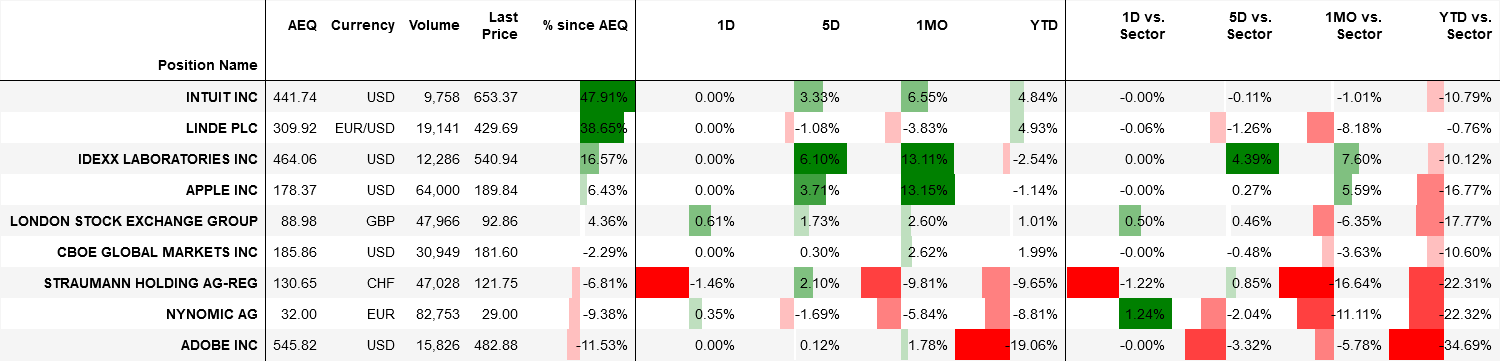 Position Name AEQ Currency Volume Last Price % since AEQ 1D 5D 1MO YTD 1D vs. Sector 5D vs. Sector 1MO vs. Sector YTD vs. Sector
INTUIT INC 441.74 USD 9,758 653.37 47.91% 0.00% 3.33% 6.55% 4.84% -0.00% -0.11% -1.01% -10.79%
LINDE PLC 309.92 EUR/USD 19,141 429.69 38.65% 0.00% -1.08% -3.83% 4.93% -0.06% -1.26% -8.18% -0.76%
IDEXX LABORATORIES INC 464.06 USD 12,286 540.94 16.57% 0.00% 6.10% 13.11% -2.54% 0.00% 4.39% 7.60% -10.12%
APPLE INC 178.37 USD 64,000 189.84 6.43% 0.00% 3.71% 13.15% -1.14% -0.00% 0.27% 5.59% -16.77%
LONDON STOCK EXCHANGE GROUP 88.98 GBP 47,966 92.86 4.36% 0.61% 1.73% 2.60% 1.01% 0.50% 0.46% -6.35% -17.77%
CBOE GLOBAL MARKETS INC 185.86 USD 30,949 181.60 -2.29% 0.00% 0.30% 2.62% 1.99% -0.00% -0.48% -3.63% -10.60%
STRAUMANN HOLDING AG-REG 130.65 CHF 47,028 121.75 -6.81% -1.46% 2.10% -9.81% -9.65% -1.22% 0.85% -16.64% -22.31%
NYNOMIC AG 32.00 EUR 82,753 29.00 -9.38% 0.35% -1.69% -5.84% -8.81% 1.24% -2.04% -11.11% -22.32%
ADOBE INC 545.82 USD 15,826 482.88 -11.53% 0.00% 0.12% 1.78% -19.06% -0.00% -3.32% -5.78% -34.69%